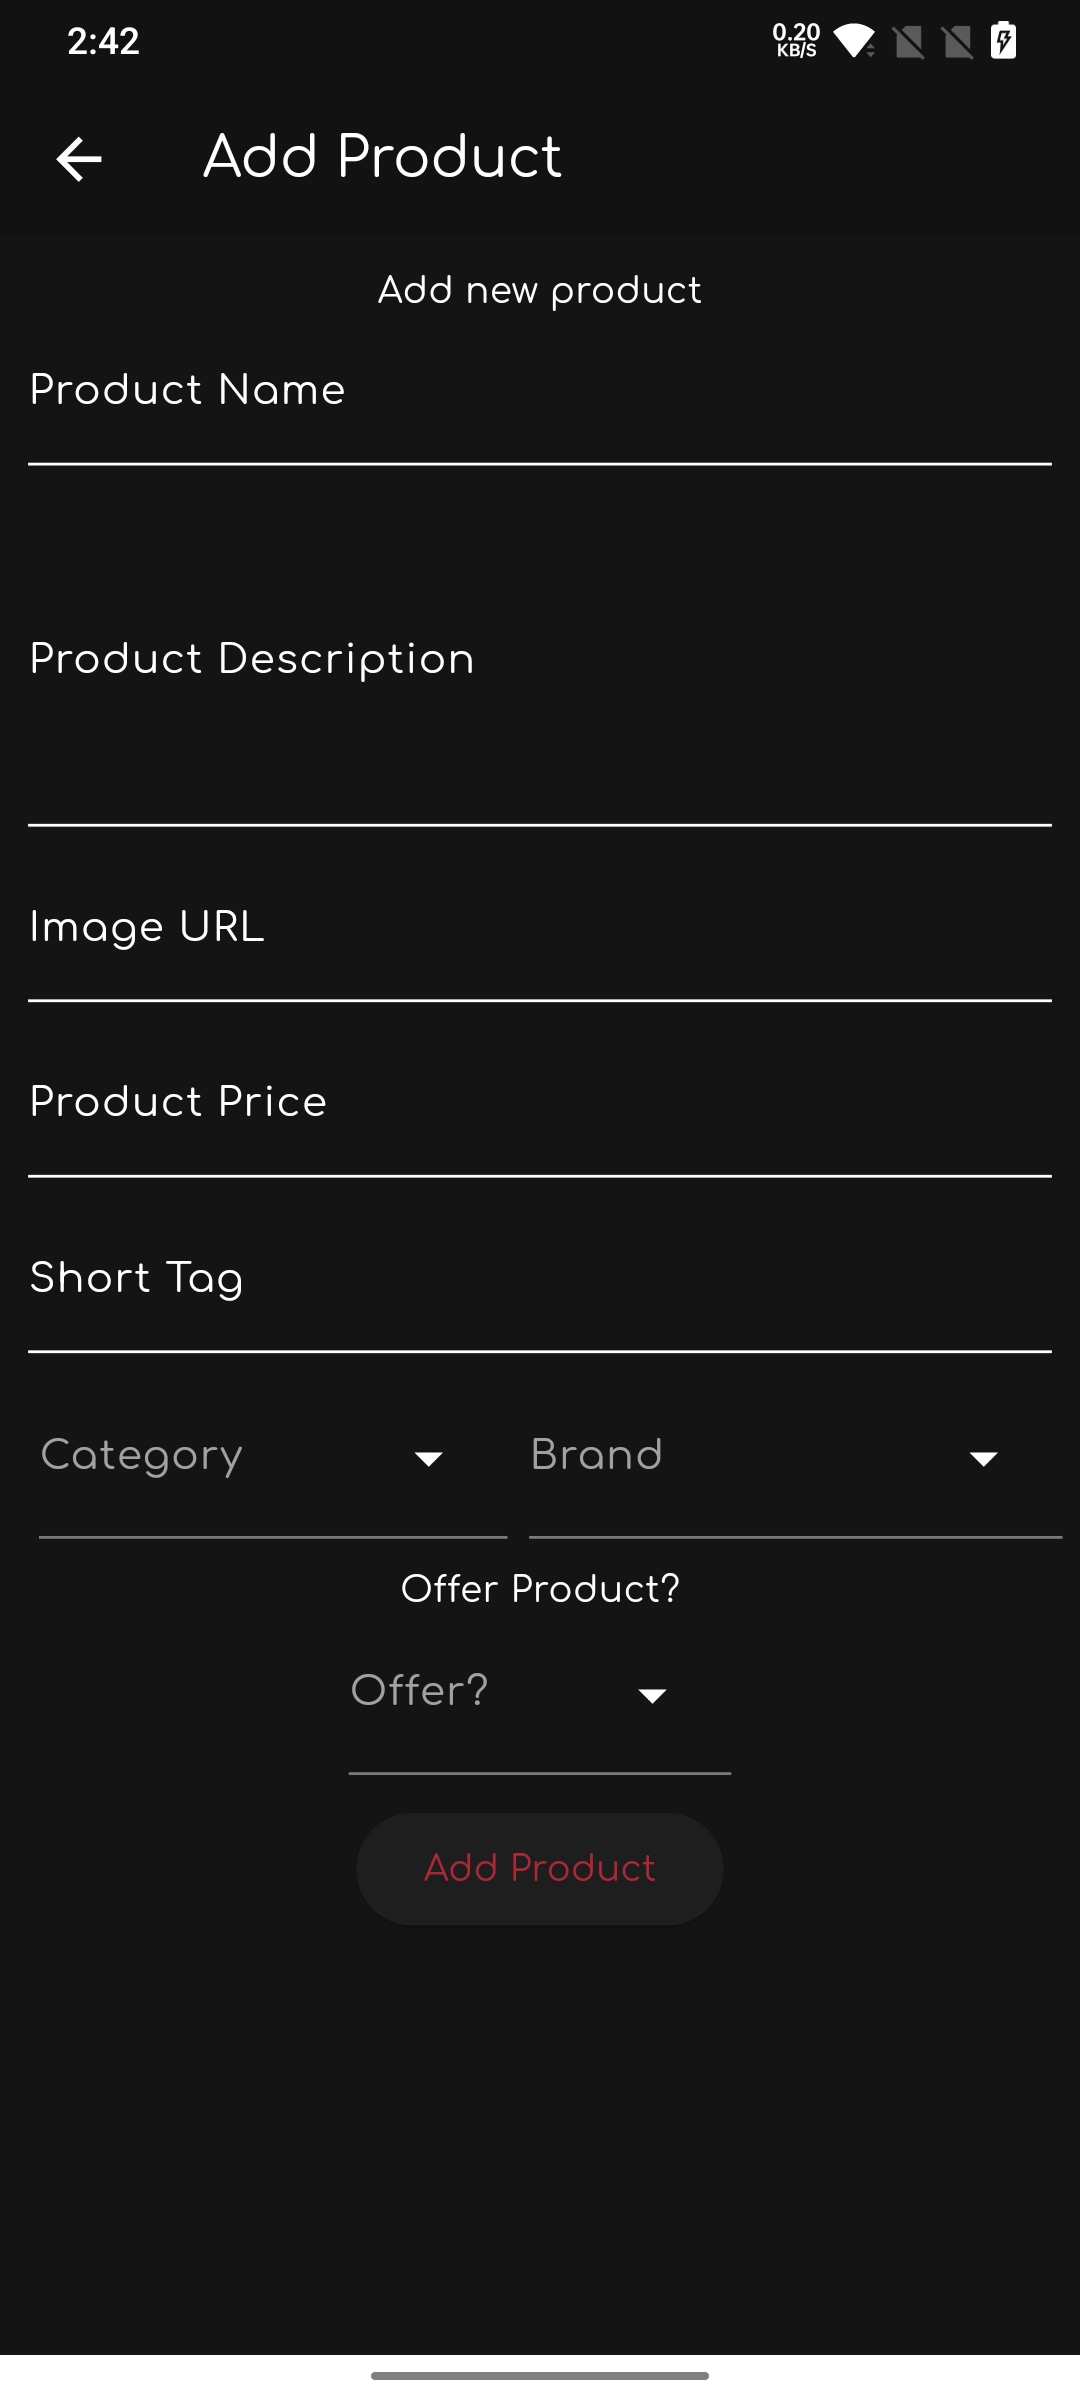 2:42
0.20
KB/S
Add Product
Add new product
Product Name
Product Description
Image URL
Product Price
Short Tag
Category
Brand
Offer Product?
Offer?
Add Product